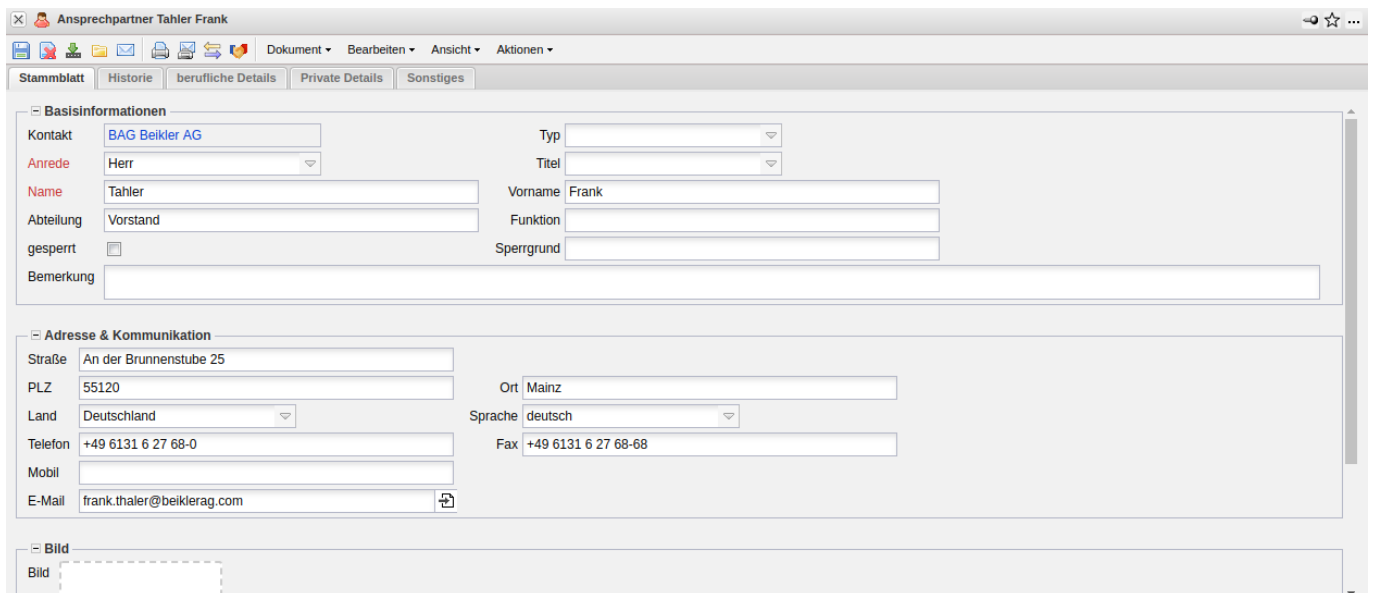 Ansprechpartner Tahler Frank
Dokument Bearbeiten Ansicht Aktionen
Stammblatt Historie berufliche Details Private Details Sonstiges
Basisinformationen
Kontakt BAG Beikler AG Typ
Anrede Herr Titel
Name Tahler Vorname Frank
Abteilung Vorstand Funktion
gesperrt Sperrgrund
Bemerkung
Adresse & Kommunikation
Straße An der Brunnenstube 25
PLZ 55120 Ort Mainz
Land Deutschland Sprache deutsch
Telefon +49 6131 6 27 68-0 Fax +49 6131 6 27 68-68
Mobil
E-Mail frank.thaler@beiklerag.com
Bild
Bild